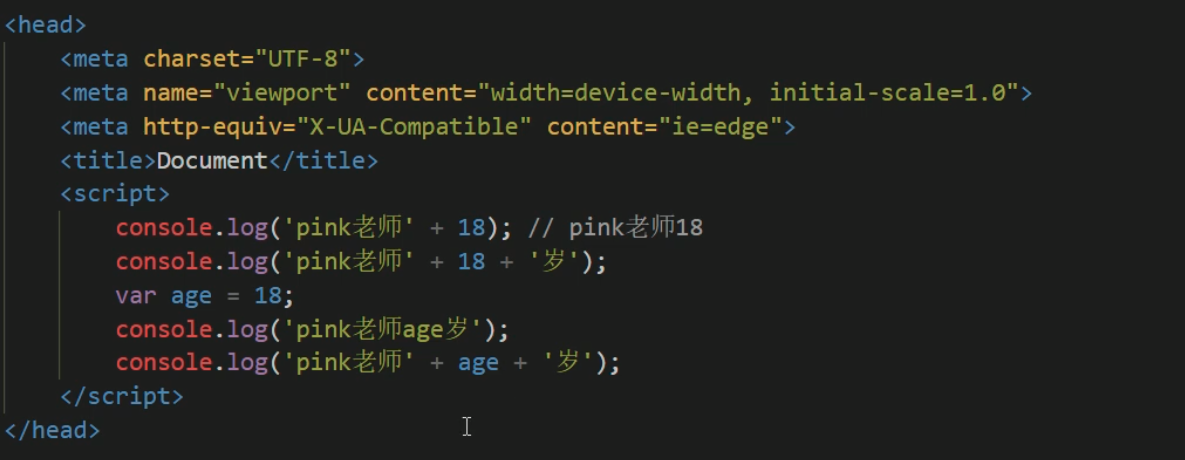 <head>
<meta charset="UTF-8">
<meta name="viewport" content="width=device-width, initial-scale=1.0">
<meta http-equiv="X-UA-Compatible" content="ie=edge">
<title>Document</title>
<script>
console.log('pink老师' + 18); // pink老师18
console.log('pink老师' + 18 + '岁');
var age = 18;
console.log('pink老师age岁');
console.log('pink老师' + age + '岁');
</script>
</head>